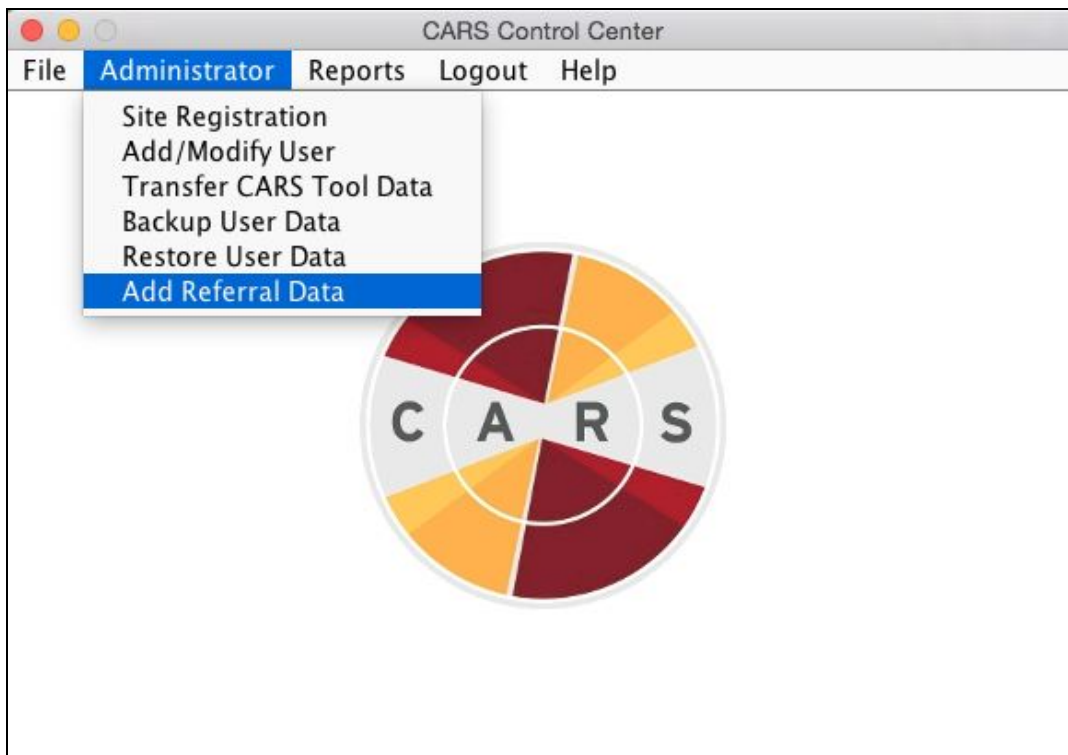 CARS Control Center
File Administrator Reports Logout Help
Site Registration
Add/Modify User
Transfer CARS Tool Data
Backup User Data
Restore User Data
Add Referral Data
C A R S